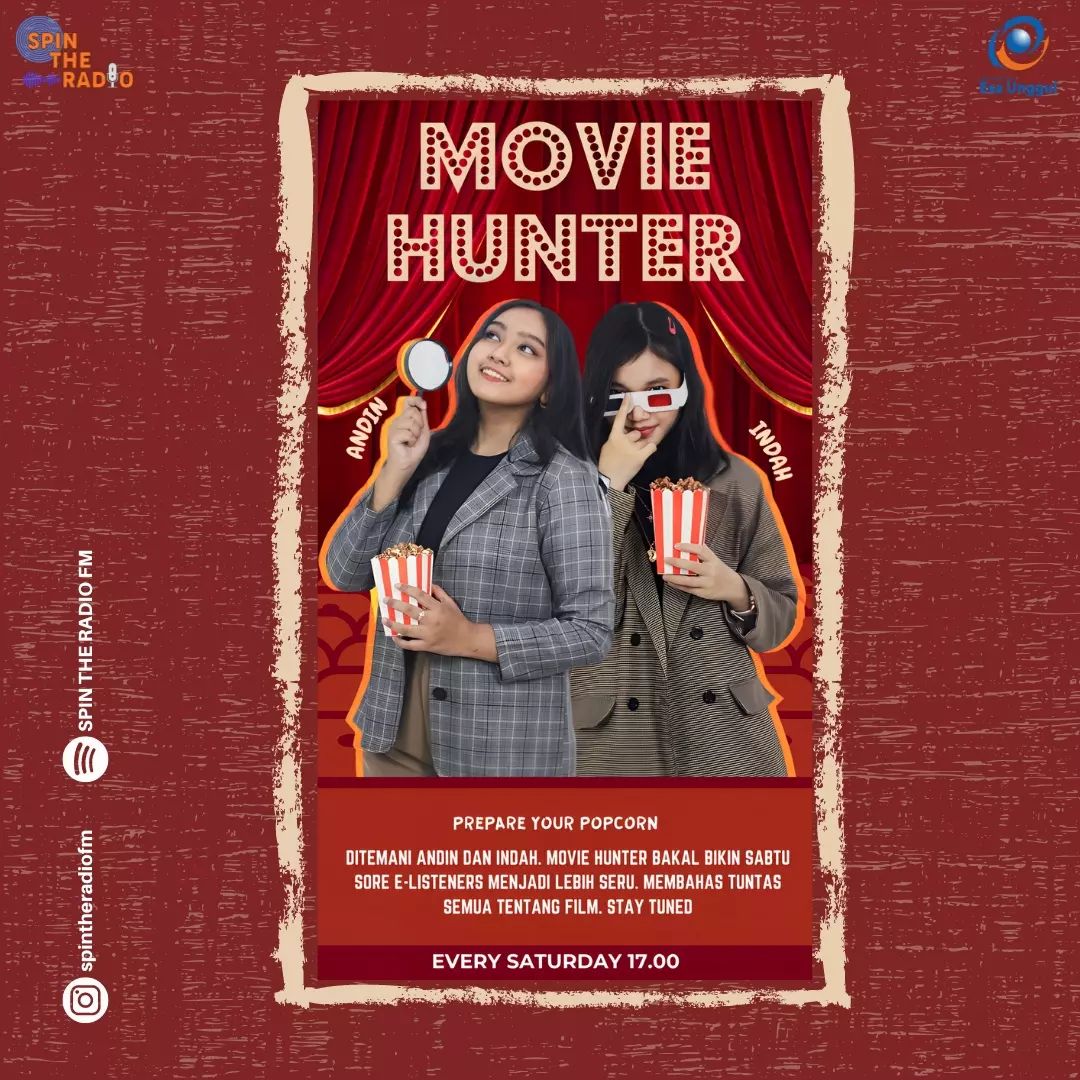 SPIN
THE
RADIO
Esa Unggul
MOVIE
HUNTER
ANDIN
INDAH
PREPARE YOUR POPCORN
DITEMANI ANDIN DAN INDAH. MOVIE HUNTER BAKAL BIKIN SABTU
SORE E-LISTENERS MENJADI LEBIH SERU. MEMBAHAS TUNTAS
SEMUA TENTANG FILM. STAY TUNED
EVERY SATURDAY 17.00
SPIN THE RADIO FM
spintheradiofm